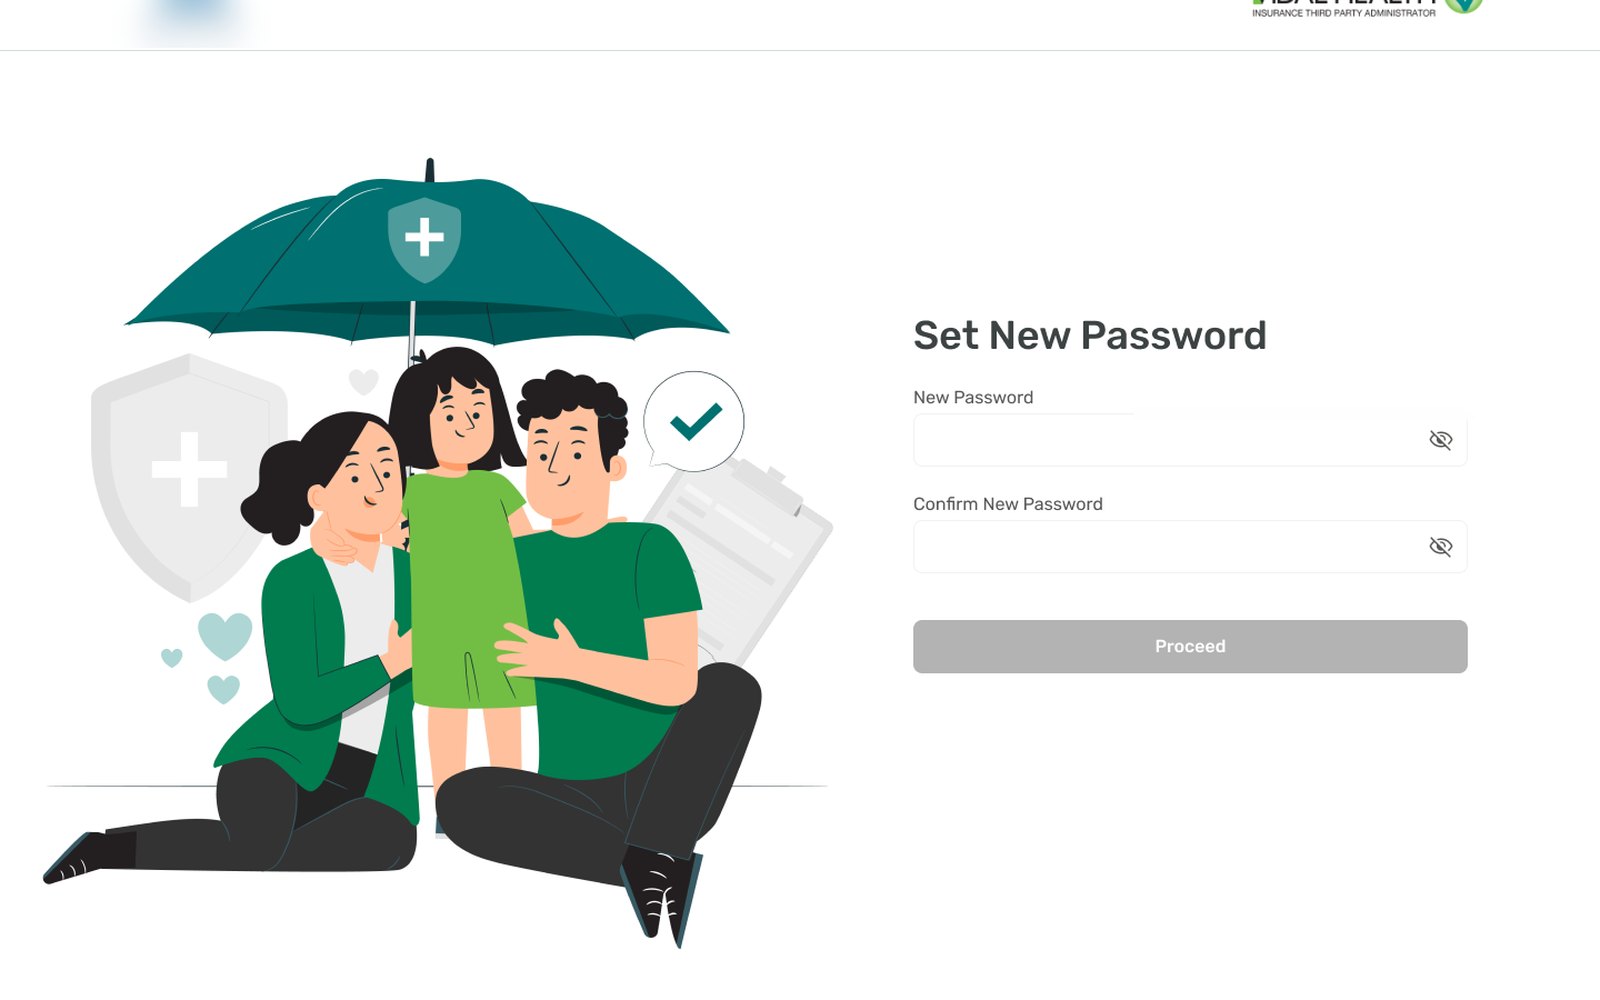 INSURANCE THIRD PARTY ADMINISTRATOR
Set New Password
New Password
Confirm New Password
Proceed